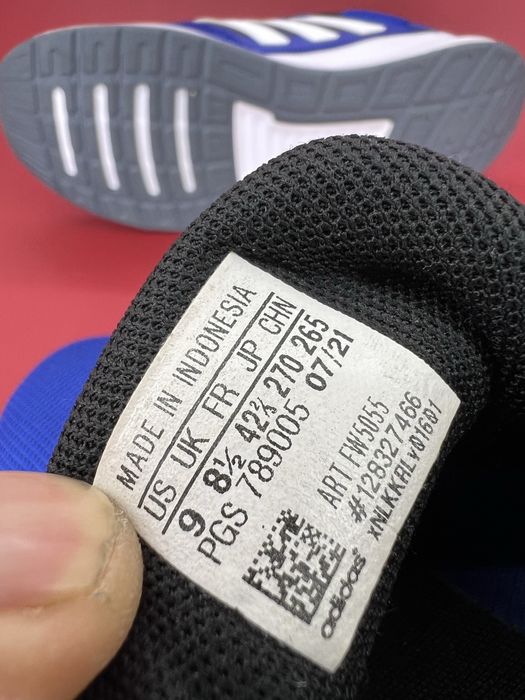 MADE IN INDONESIA
US UK FR JP CHN
9 8½ 42⅔ 270 265
PGS 789005 07/21
ART FW5055
#128327466
XNLKKRLV01601
adidas